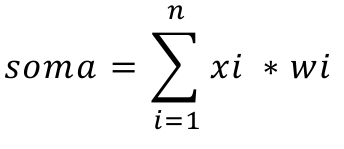 soma = ∑_{i=1}^{n} xi * wi